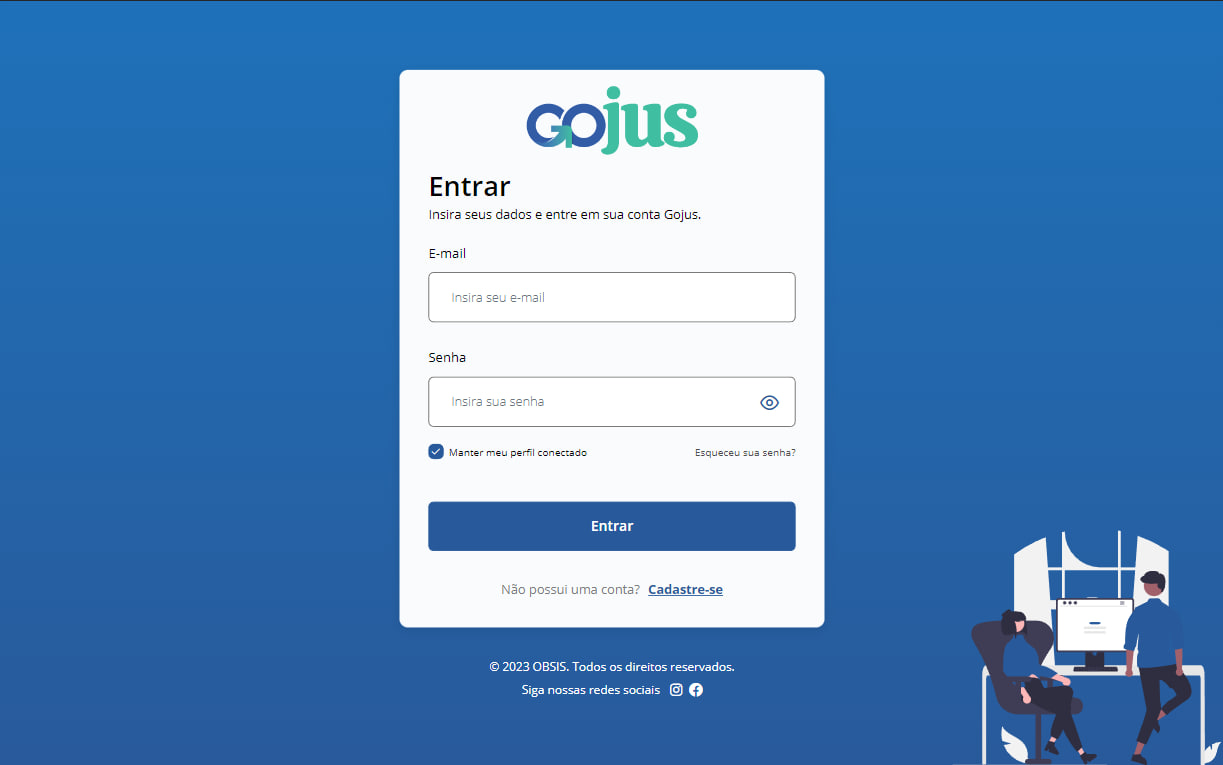 GOjus
Entrar
Insira seus dados e entre em sua conta Gojus.
E-mail
Insira seu e-mail
Senha
Insira sua senha
Manter meu perfil conectado Esqueceu sua senha?
Entrar
Não possui uma conta? Cadastre-se
© 2023 OBSIS. Todos os direitos reservados.
Siga nossas redes sociais